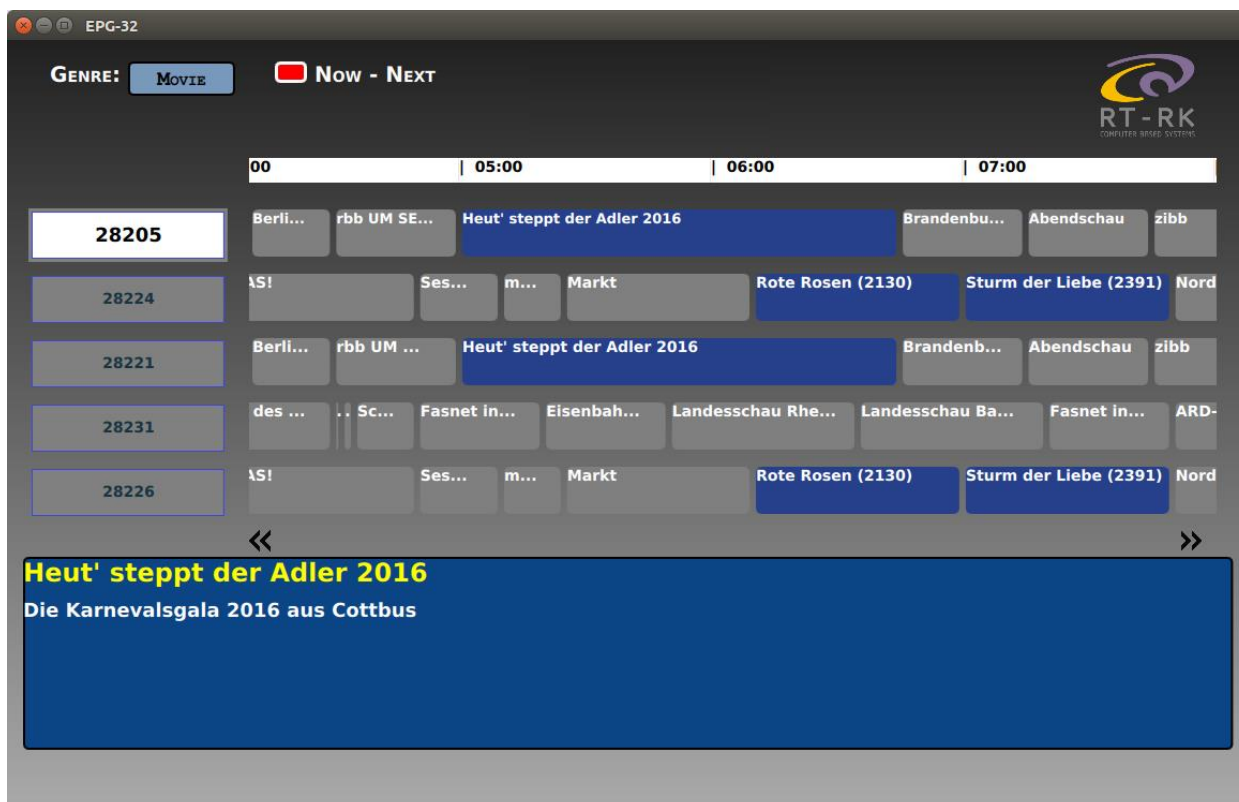 EPG-32
GENRE: MOVIE NOW - NEXT
RT-RK
COMPUTER BASED SYSTEMS
00 | 05:00 | 06:00 | 07:00 |
28205 Berli... rbb UM SE... Heut' steppt der Adler 2016 Brandenbu... Abendschau zibb
28224 AS! Ses... m... Markt Rote Rosen (2130) Sturm der Liebe (2391) Nord
28221 Berli... rbb UM ... Heut' steppt der Adler 2016 Brandenb... Abendschau zibb
28231 des ... . . Sc... Fasnet in... Eisenbah... Landesschau Rhe... Landesschau Ba... Fasnet in... ARD-
28226 AS! Ses... m... Markt Rote Rosen (2130) Sturm der Liebe (2391) Nord
« »
Heut' steppt der Adler 2016
Die Karnevalsgala 2016 aus Cottbus